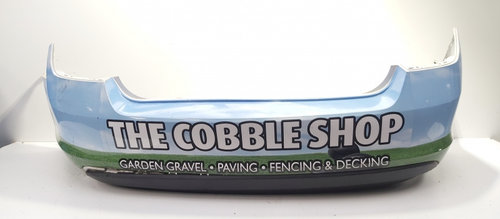 THE COBBLE SHOP
GARDEN GRAVEL • PAVING • FENCING & DECKING